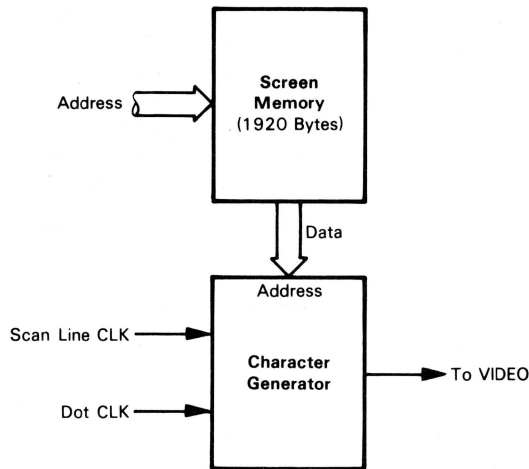 Screen
Memory
(1920 Bytes)
Address
Data
Address
Scan Line CLK
Character
Generator
To VIDEO
Dot CLK